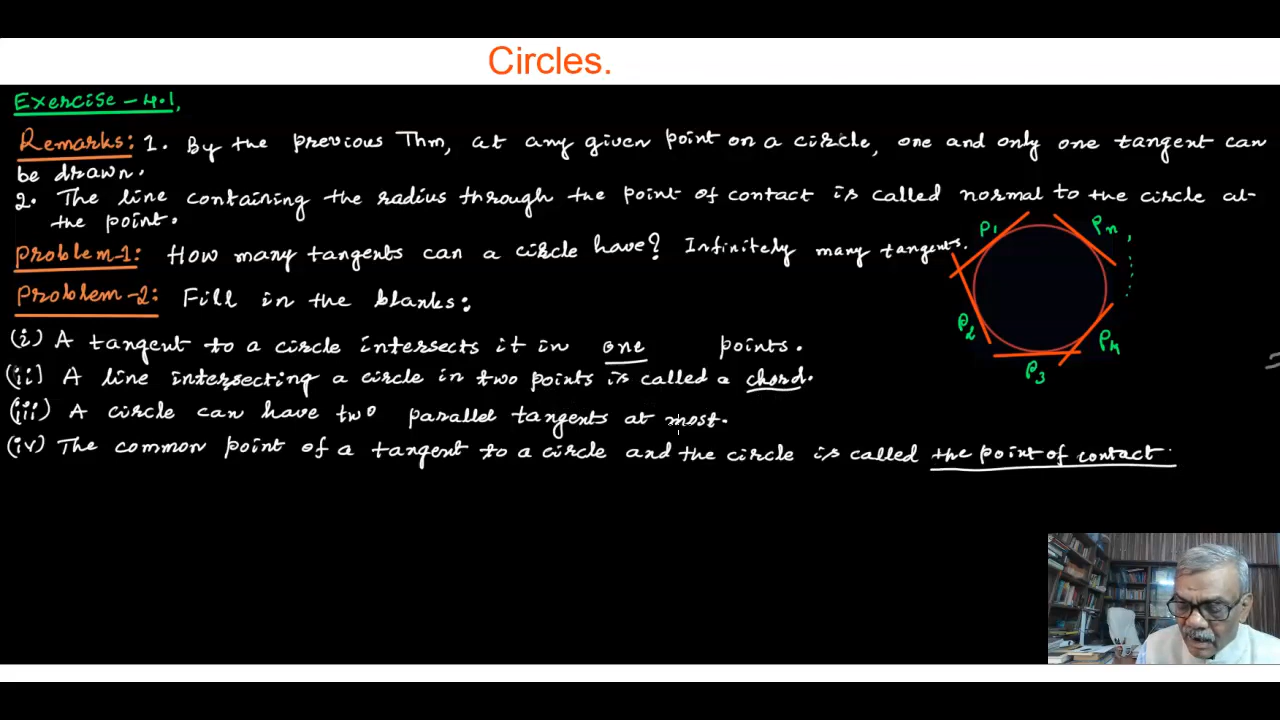 Circles.
Exercise-4.1,
Remarks: 1. By the previous Thm, at any given point on a circle, one and only one tangent can
be drawn.
2. The line containing the radius through the point of contact is called normal to the circle at
the point.
Problem-1: How many tangents can a circle have? Infinitely many tangents.
Problem-2: Fill in the blanks:
(i) A tangent to a circle intersects it in one points.
(ii) A line intersecting a circle in two points is called a chord.
(iii) A circle can have two parallel tangents at most.
(iv) The common point of a tangent to a circle and the circle is called the point of contact.
P1
Pn,
P2
P4
P3